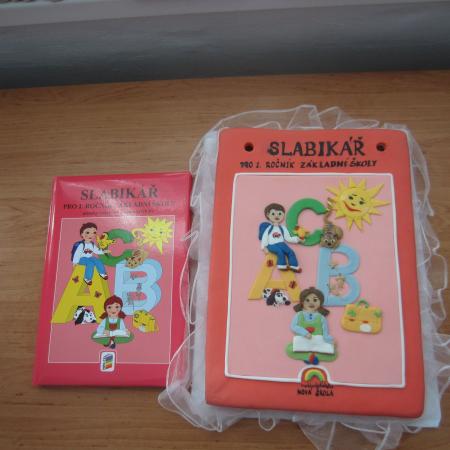 SLABIKÁŘ
PRO 1. ROČNÍK ZÁKLADNÍ ŠKOLY
C
A B
SLABIKÁŘ
PRO 1. ROČNÍK ZÁKLADNÍ ŠKOLY
C
A B
NOVÁ ŠKOLA